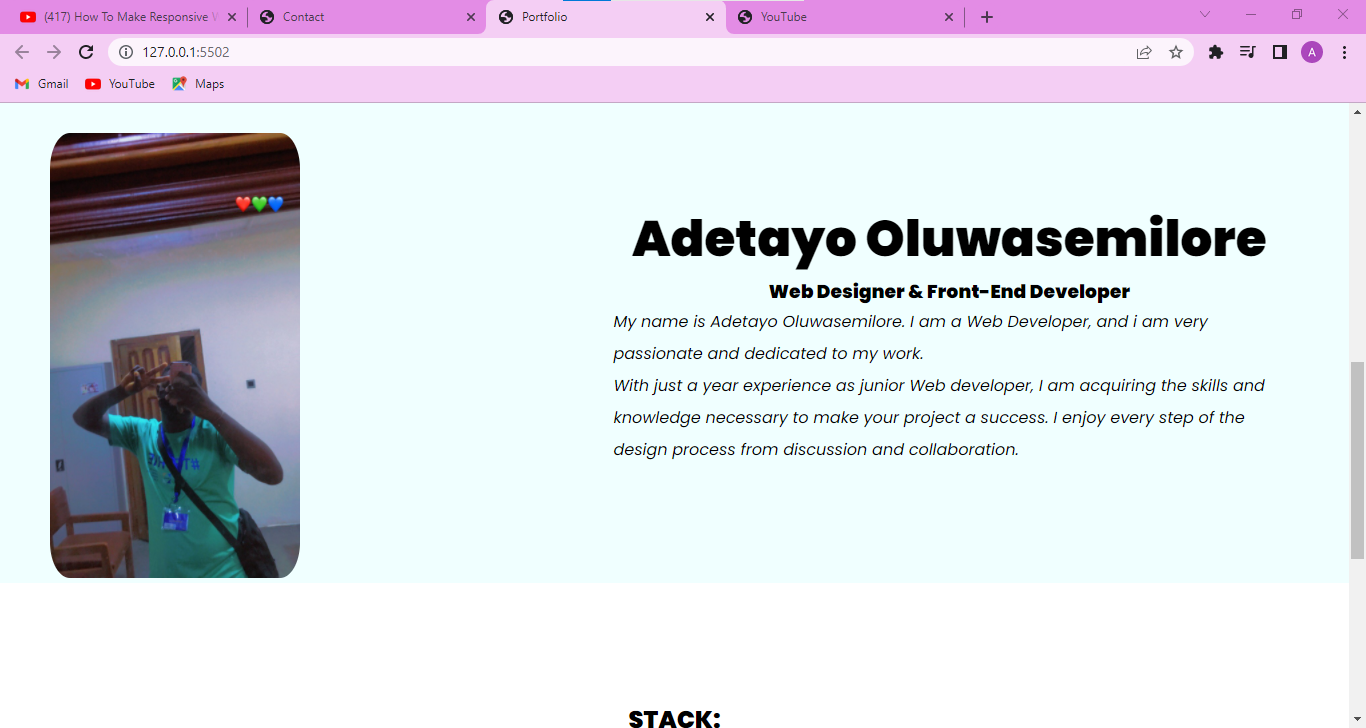 (417) How To Make Responsive
Contact
Portfolio
YouTube
127.0.0.1:5502
A
Gmail
YouTube
Maps
Adetayo Oluwasemilore
Web Designer & Front-End Developer
My name is Adetayo Oluwasemilore. I am a Web Developer, and i am very
passionate and dedicated to my work.
With just a year experience as junior Web developer, I am acquiring the skills and
knowledge necessary to make your project a success. I enjoy every step of the
design process from discussion and collaboration.
STACK: